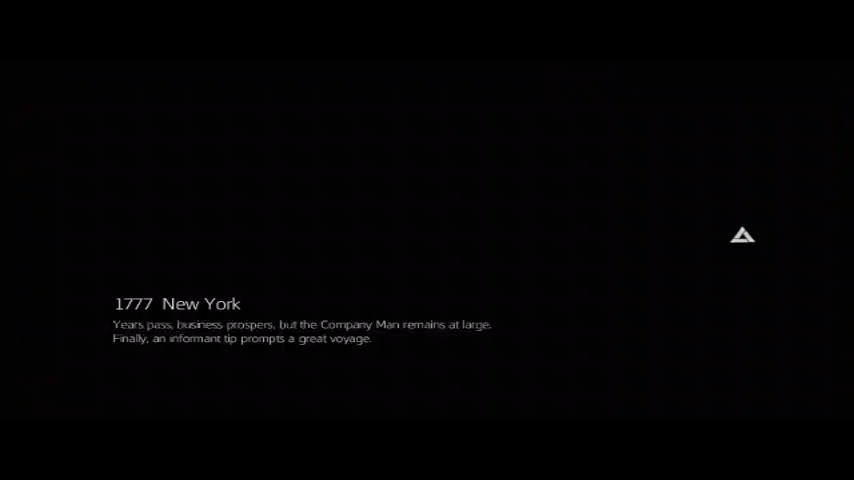 1777 New York
Years pass, business prospers, but the Company Man remains at large.
Finally, an informant tip prompts a great voyage.